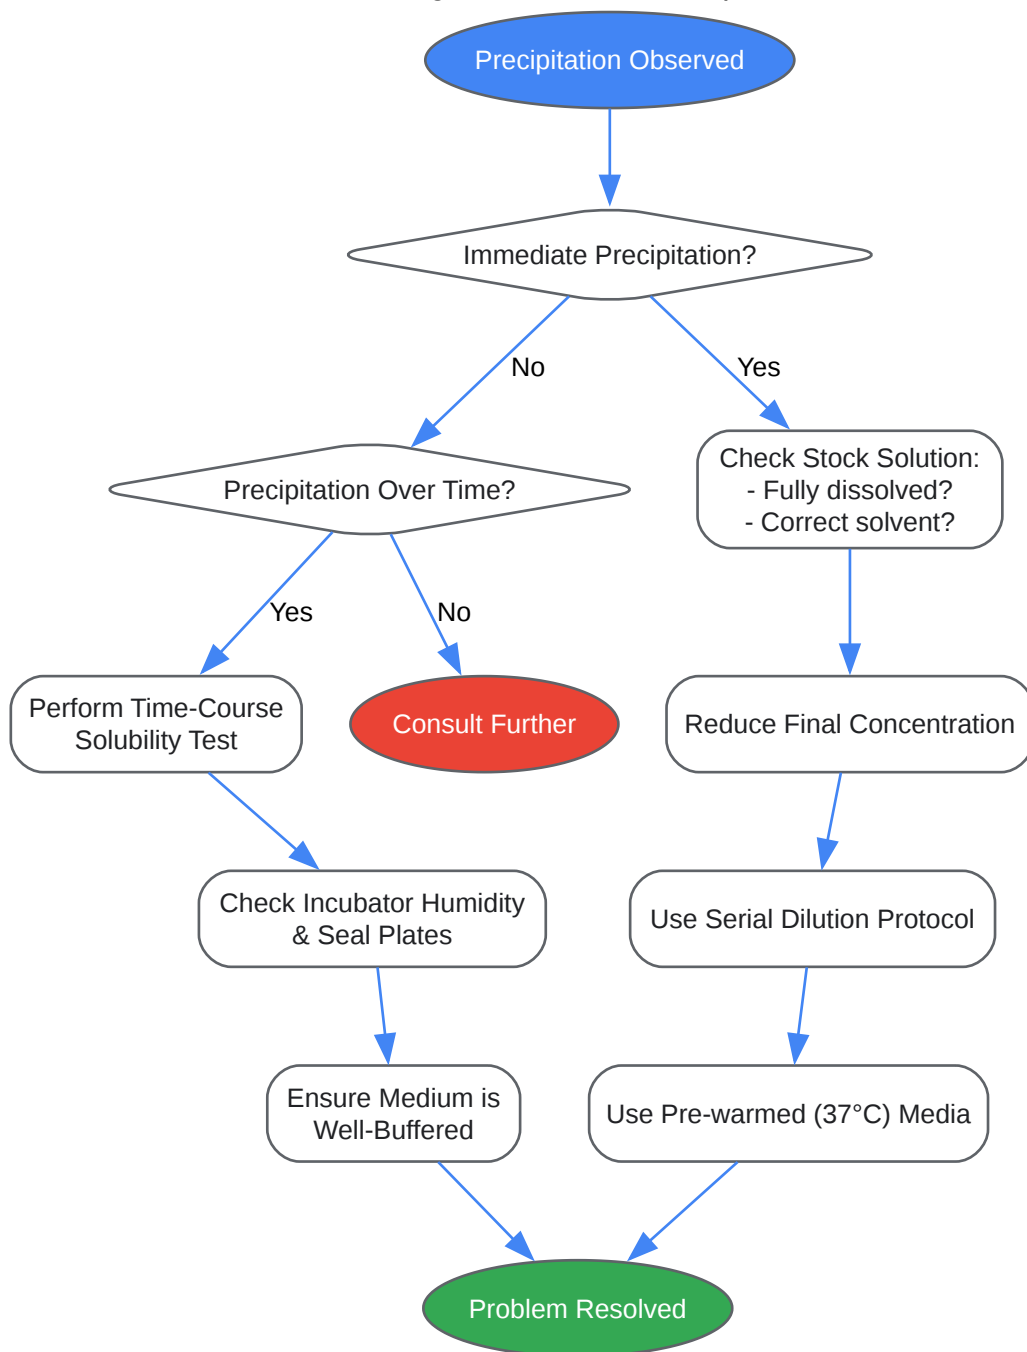 Precipitation Observed
Immediate Precipitation?
No
Yes
Precipitation Over Time?
Check Stock Solution:
- Fully dissolved?
- Correct solvent?
Yes
No
Perform Time-Course
Solubility Test
Consult Further
Reduce Final Concentration
Check Incubator Humidity
& Seal Plates
Use Serial Dilution Protocol
Ensure Medium is
Well-Buffered
Use Pre-warmed (37°C) Media
Problem Resolved